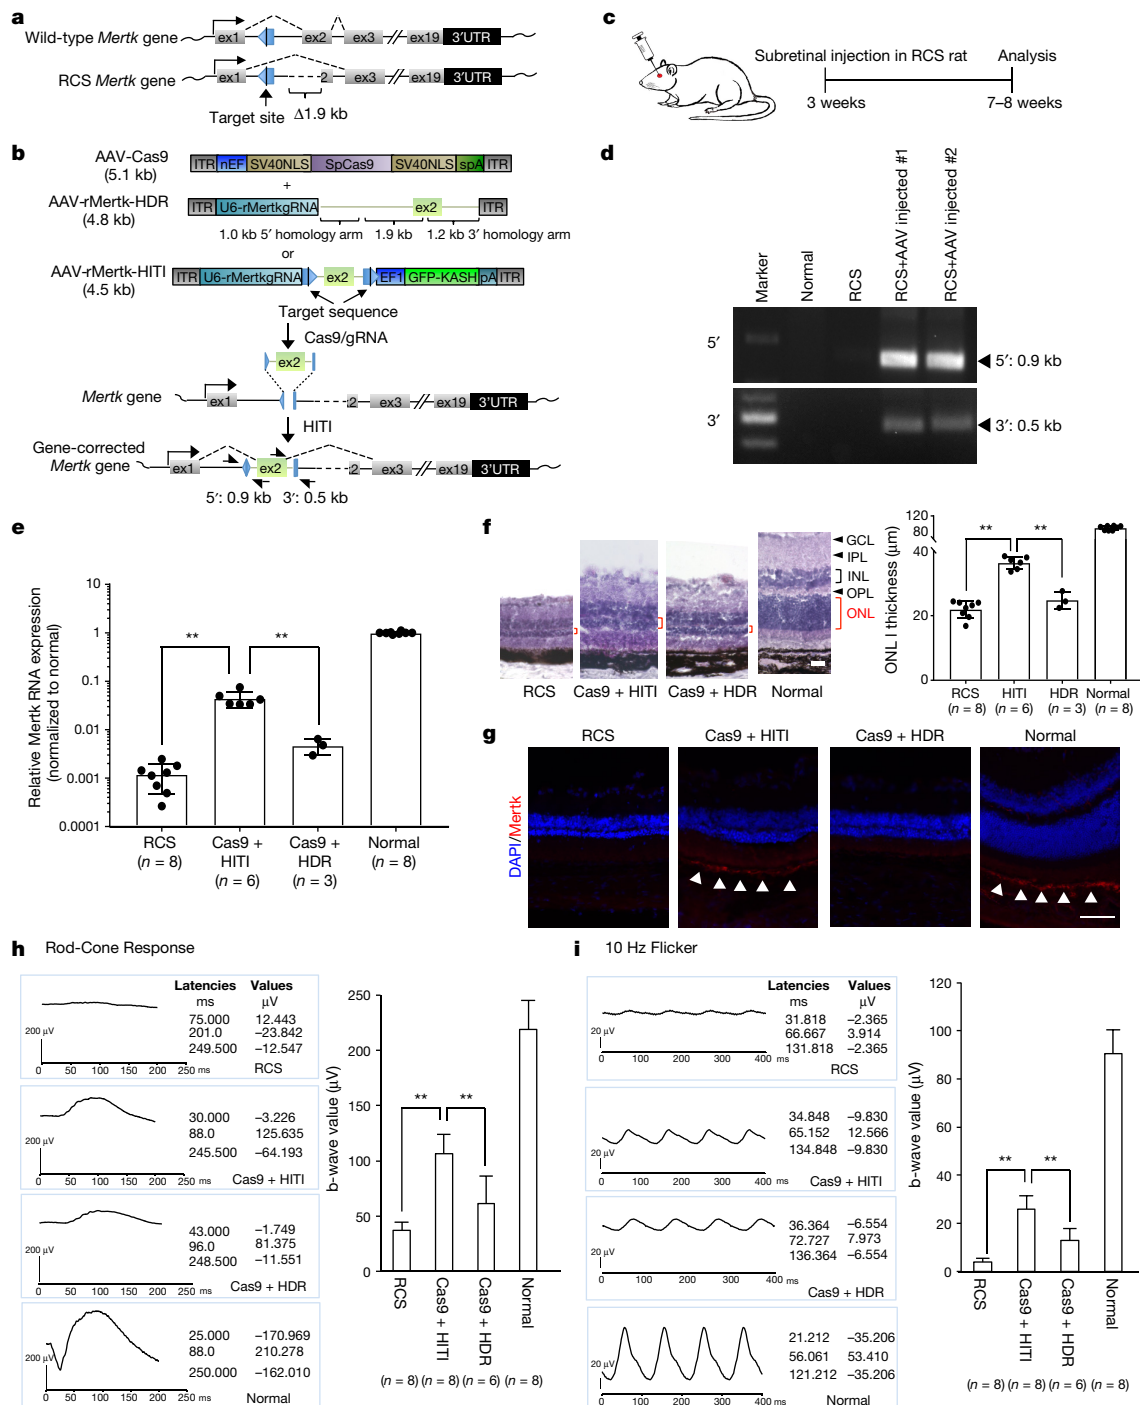 a
Wild-type Mertk gene
ex1
ex2
ex3
ex19
3′UTR
RCS Mertk gene
ex1
2
ex3
ex19
3′UTR
Target site
Δ1.9 kb
b
AAV-Cas9
(5.1 kb)
ITR
nEF
SV40NLS
SpCas9
SV40NLS
spA
ITR
+
AAV-rMertk-HDR
(4.8 kb)
ITR
U6-rMertkgRNA
ex2
ITR
1.0 kb 5′ homology arm
1.9 kb
1.2 kb 3′ homology arm
or
AAV-rMertk-HITI
(4.5 kb)
ITR
U6-rMertkgRNA
ex2
EF1
GFP-KASH
pA
ITR
Target sequence
Cas9/gRNA
ex2
Mertk gene
ex1
2
ex3
ex19
3′UTR
HITI
Gene-corrected
Mertk gene
ex1
ex2
2
ex3
ex19
3′UTR
5′: 0.9 kb
3′: 0.5 kb
c
Subretinal injection in RCS rat
Analysis
3 weeks
7–8 weeks
d
Marker
Normal
RCS
RCS+AAV injected #1
RCS+AAV injected #2
5′
5′: 0.9 kb
3′
3′: 0.5 kb
e
Relative Mertk RNA expression
(normalized to normal)
10
1
0.1
0.01
0.001
0.0001
**
**
RCS
(n = 8)
Cas9 +
HITI
(n = 6)
Cas9 +
HDR
(n = 3)
Normal
(n = 8)
f
GCL
IPL
INL
OPL
ONL
RCS
Cas9 + HITI
Cas9 + HDR
Normal
ONL l thickness (μm)
120
80
40
20
0
**
**
RCS
(n = 8)
HITI
(n = 6)
HDR
(n = 3)
Normal
(n = 8)
g
RCS
Cas9 + HITI
Cas9 + HDR
Normal
DAPI/Mertk
h
Rod-Cone Response
Latencies
Values
ms
μV
75.000
12.443
201.0
−23.842
249.500
−12.547
200 μV
0
50
100
150
200
250 ms
RCS
30.000
−3.226
88.0
125.635
245.500
−64.193
200 μV
0
50
100
150
200
250 ms
Cas9 + HITI
43.000
−1.749
96.0
81.375
248.500
−11.551
200 μV
0
50
100
150
200
250 ms
Cas9 + HDR
25.000
−170.969
88.0
210.278
250.000
−162.010
200 μV
0
50
100
150
200
250 ms
Normal
b-wave value (μV)
250
200
150
100
50
0
**
**
RCS
Cas9 + HITI
Cas9 + HDR
Normal
(n = 8)
(n = 8)
(n = 6)
(n = 8)
i
10 Hz Flicker
Latencies
Values
ms
μV
31.818
−2.365
66.667
3.914
131.818
−2.365
20 μV
0
100
200
300
400
ms
RCS
34.848
−9.830
65.152
12.566
134.848
−9.830
20 μV
0
100
200
300
400
ms
Cas9 + HITI
36.364
−6.554
72.727
7.973
136.364
−6.554
20 μV
0
100
200
300
400
ms
Cas9 + HDR
21.212
−35.206
56.061
53.410
121.212
−35.206
20 μV
0
100
200
300
400
ms
Normal
b-wave value (μV)
120
100
80
60
40
20
0
**
**
RCS
Cas9 + HITI
Cas9 + HDR
Normal
(n = 8)
(n = 8)
(n = 6)
(n = 8)